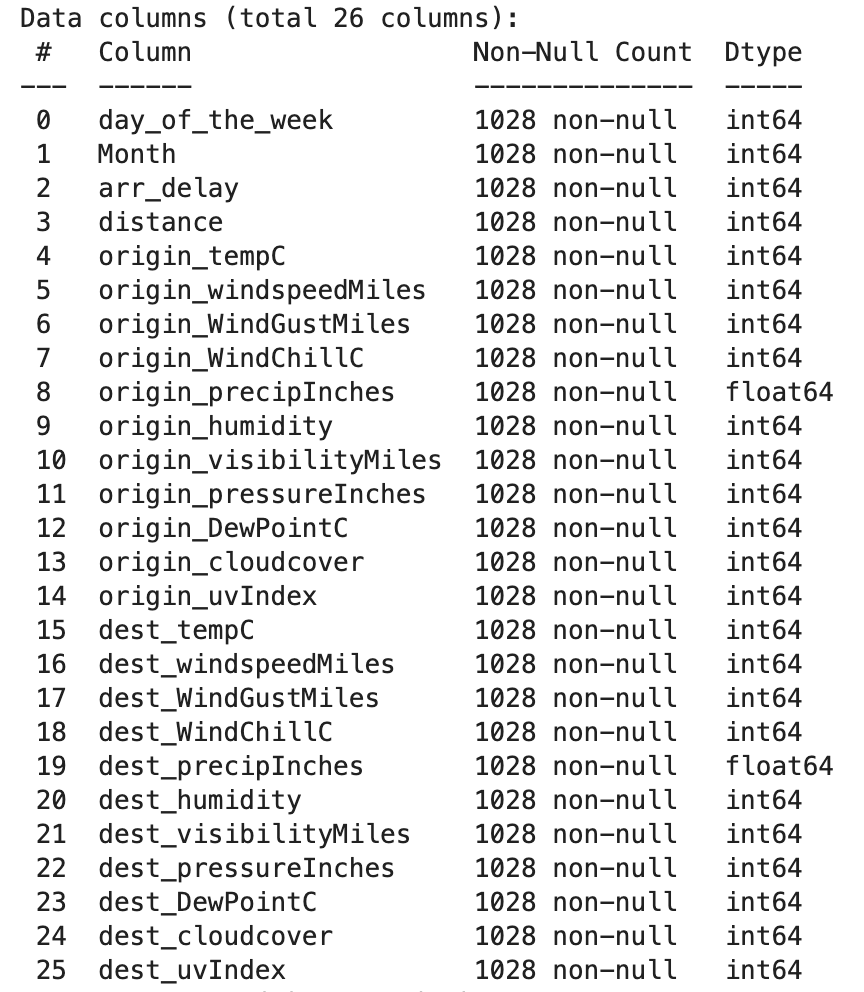 Data columns (total 26 columns):
#   Column   Non-Null Count   Dtype
---   ------   --------------   -----
0   day_of_the_week   1028 non-null   int64
1   Month   1028 non-null   int64
2   arr_delay   1028 non-null   int64
3   distance   1028 non-null   int64
4   origin_tempC   1028 non-null   int64
5   origin_windspeedMiles   1028 non-null   int64
6   origin_WindGustMiles   1028 non-null   int64
7   origin_WindChillC   1028 non-null   int64
8   origin_precipInches   1028 non-null   float64
9   origin_humidity   1028 non-null   int64
10   origin_visibilityMiles   1028 non-null   int64
11   origin_pressureInches   1028 non-null   int64
12   origin_DewPointC   1028 non-null   int64
13   origin_cloudcover   1028 non-null   int64
14   origin_uvIndex   1028 non-null   int64
15   dest_tempC   1028 non-null   int64
16   dest_windspeedMiles   1028 non-null   int64
17   dest_WindGustMiles   1028 non-null   int64
18   dest_WindChillC   1028 non-null   int64
19   dest_precipInches   1028 non-null   float64
20   dest_humidity   1028 non-null   int64
21   dest_visibilityMiles   1028 non-null   int64
22   dest_pressureInches   1028 non-null   int64
23   dest_DewPointC   1028 non-null   int64
24   dest_cloudcover   1028 non-null   int64
25   dest_uvIndex   1028 non-null   int64